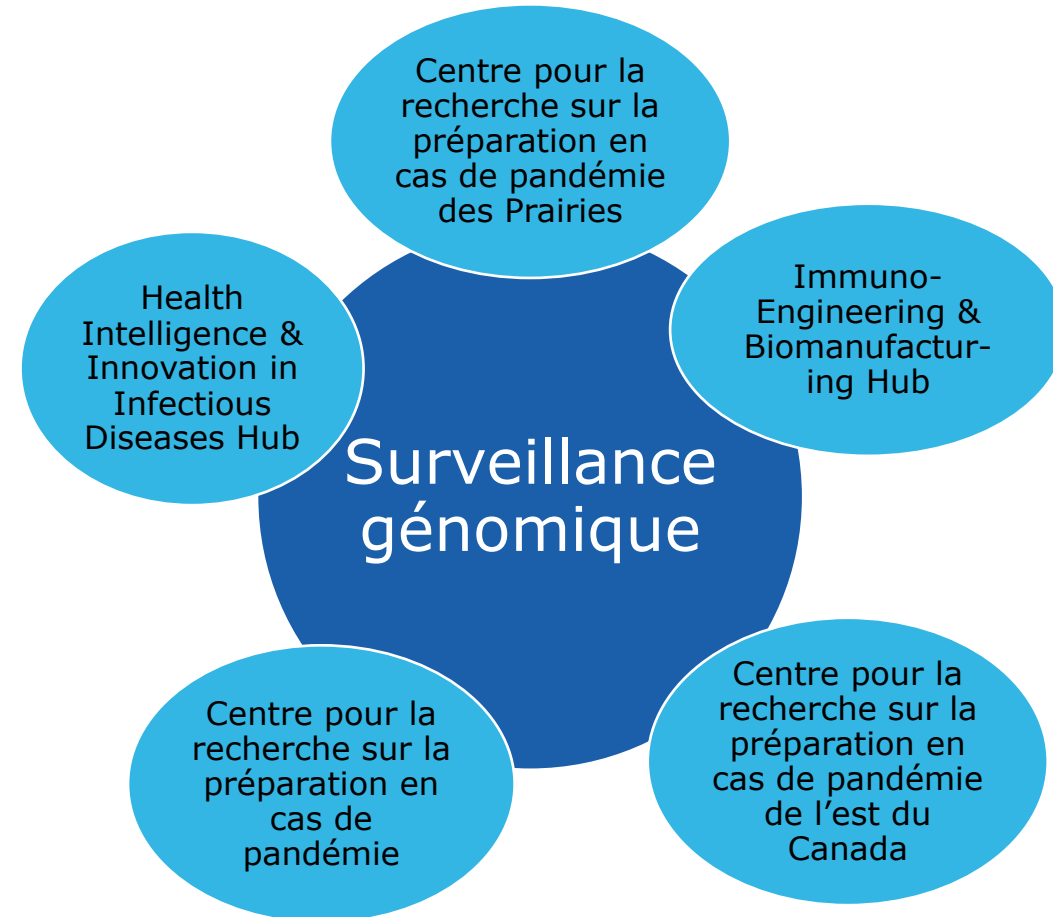 Centre pour la
recherche sur la
préparation en
cas de pandémie
des Prairies
Immuno-
Engineering &
Biomanufactur-
ing Hub
Health
Intelligence &
Innovation in
Infectious
Diseases Hub
Surveillance
génomique
Centre pour la
recherche sur la
préparation en
cas de pandémie
de l’est du
Canada
Centre pour la
recherche sur la
préparation en
cas de
pandémie